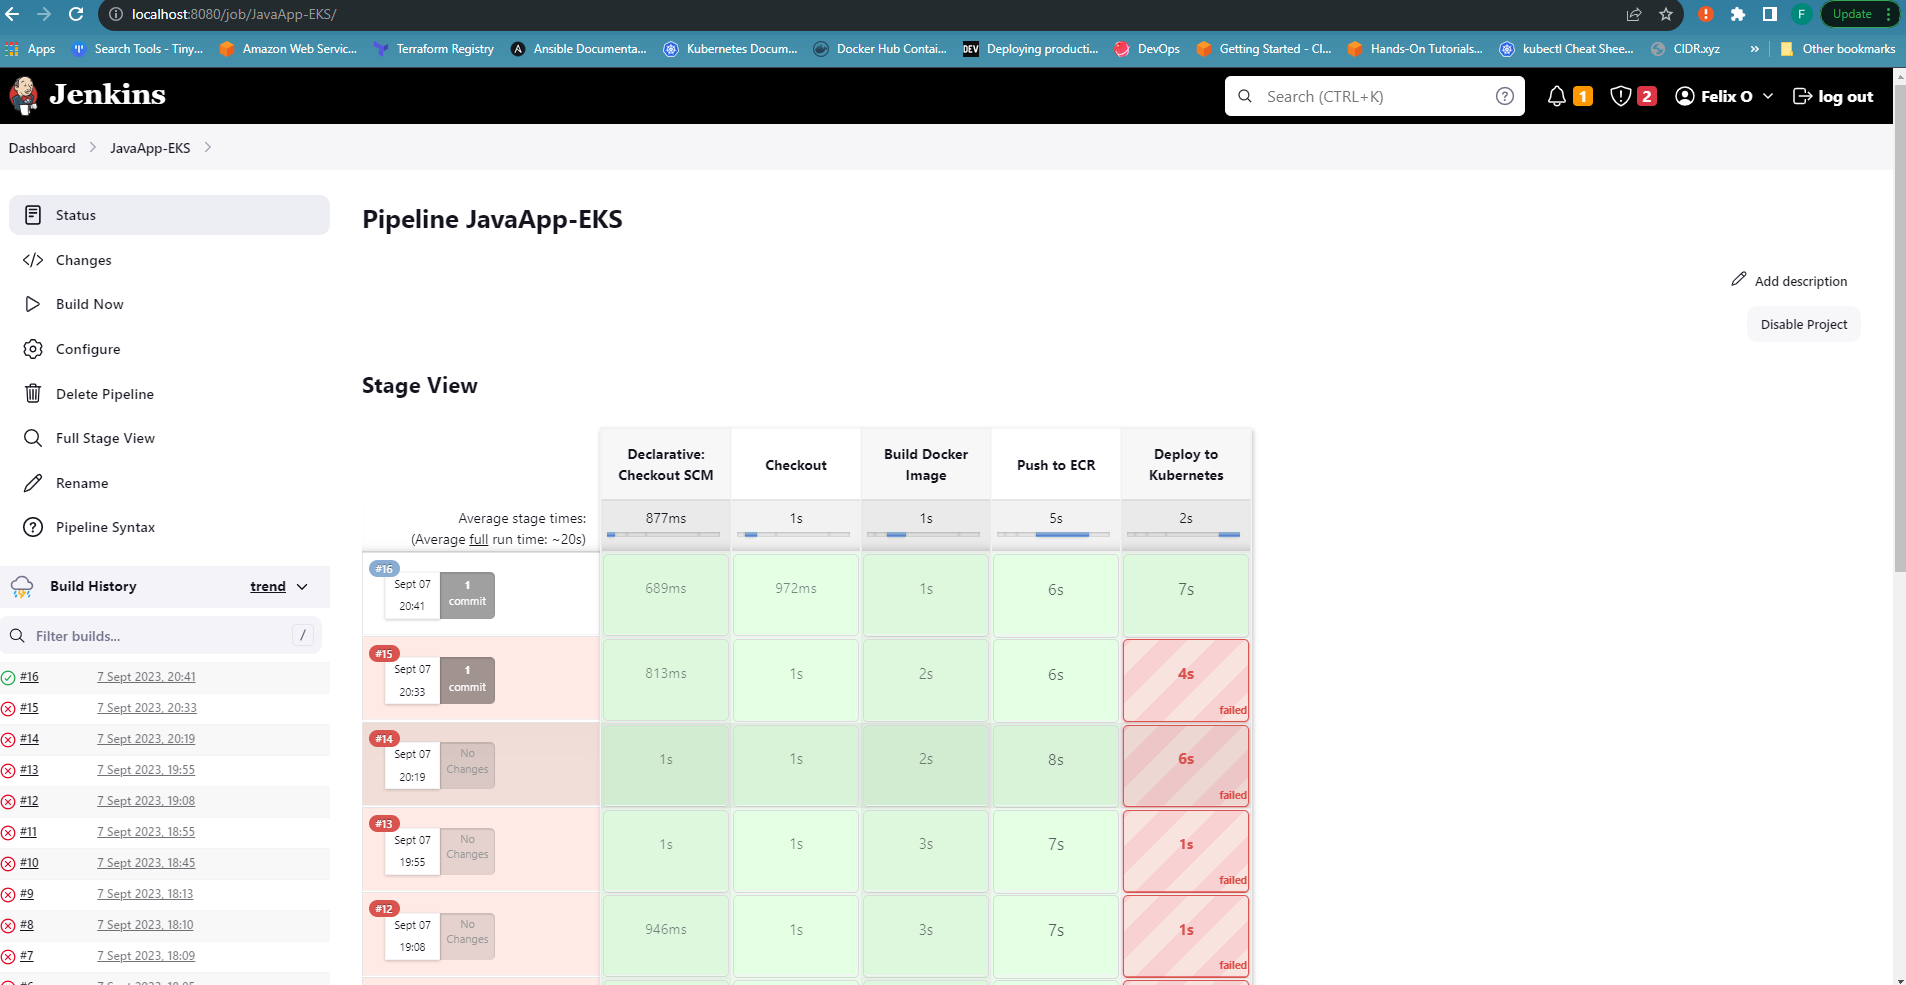 localhost:8080/job/JavaApp-EKS/
F
Update
Apps
Search Tools - Tiny...
Amazon Web Servic...
Terraform Registry
Ansible Documenta...
Kubernetes Docum...
Docker Hub Contai...
DEV
Deploying producti...
DevOps
Getting Started - Cl...
Hands-On Tutorials...
kubectl Cheat Shee...
CIDR.xyz
»
Other bookmarks
Jenkins
Search (CTRL+K)
1
2
Felix O
log out
Dashboard
JavaApp-EKS
Status
Changes
Build Now
Configure
Delete Pipeline
Full Stage View
Rename
Pipeline Syntax
Build History
trend
Filter builds...
/
#16 7 Sept 2023, 20:41
#15 7 Sept 2023, 20:33
#14 7 Sept 2023, 20:19
#13 7 Sept 2023, 19:55
#12 7 Sept 2023, 19:08
#11 7 Sept 2023, 18:55
#10 7 Sept 2023, 18:45
#9 7 Sept 2023, 18:13
#8 7 Sept 2023, 18:10
#7 7 Sept 2023, 18:09
Pipeline JavaApp-EKS
Add description
Disable Project
Stage View
Declarative:
Checkout SCM
Checkout
Build Docker
Image
Push to ECR
Deploy to
Kubernetes
Average stage times:
(Average full run time: ~20s)
877ms
1s
1s
5s
2s
#16
Sept 07
20:41
1
commit
689ms
972ms
1s
6s
7s
#15
Sept 07
20:33
1
commit
813ms
1s
2s
6s
4s
failed
#14
Sept 07
20:19
No
Changes
1s
1s
2s
8s
6s
failed
#13
Sept 07
19:55
No
Changes
1s
1s
3s
7s
1s
failed
#12
Sept 07
19:08
No
Changes
946ms
1s
3s
7s
1s
failed